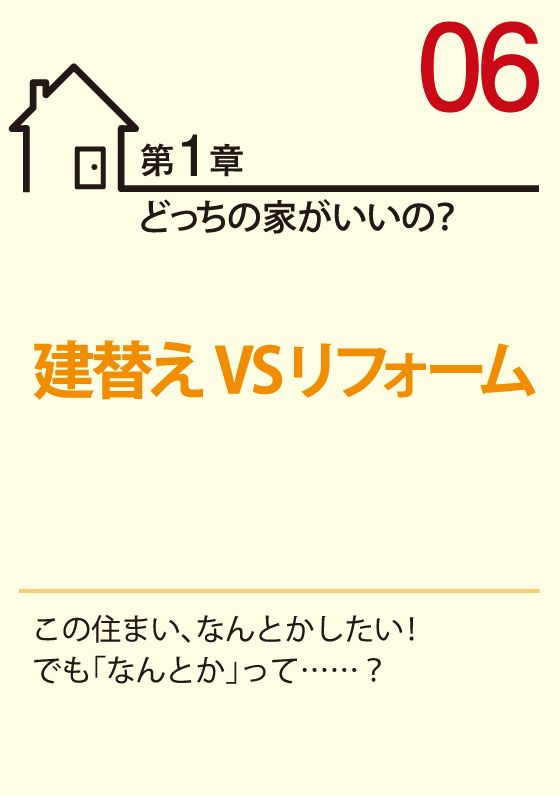 06
第1章
どっちの家がいいの?
建替え VS リフォーム
この住まい、なんとかしたい!
でも「なんとか」って……?